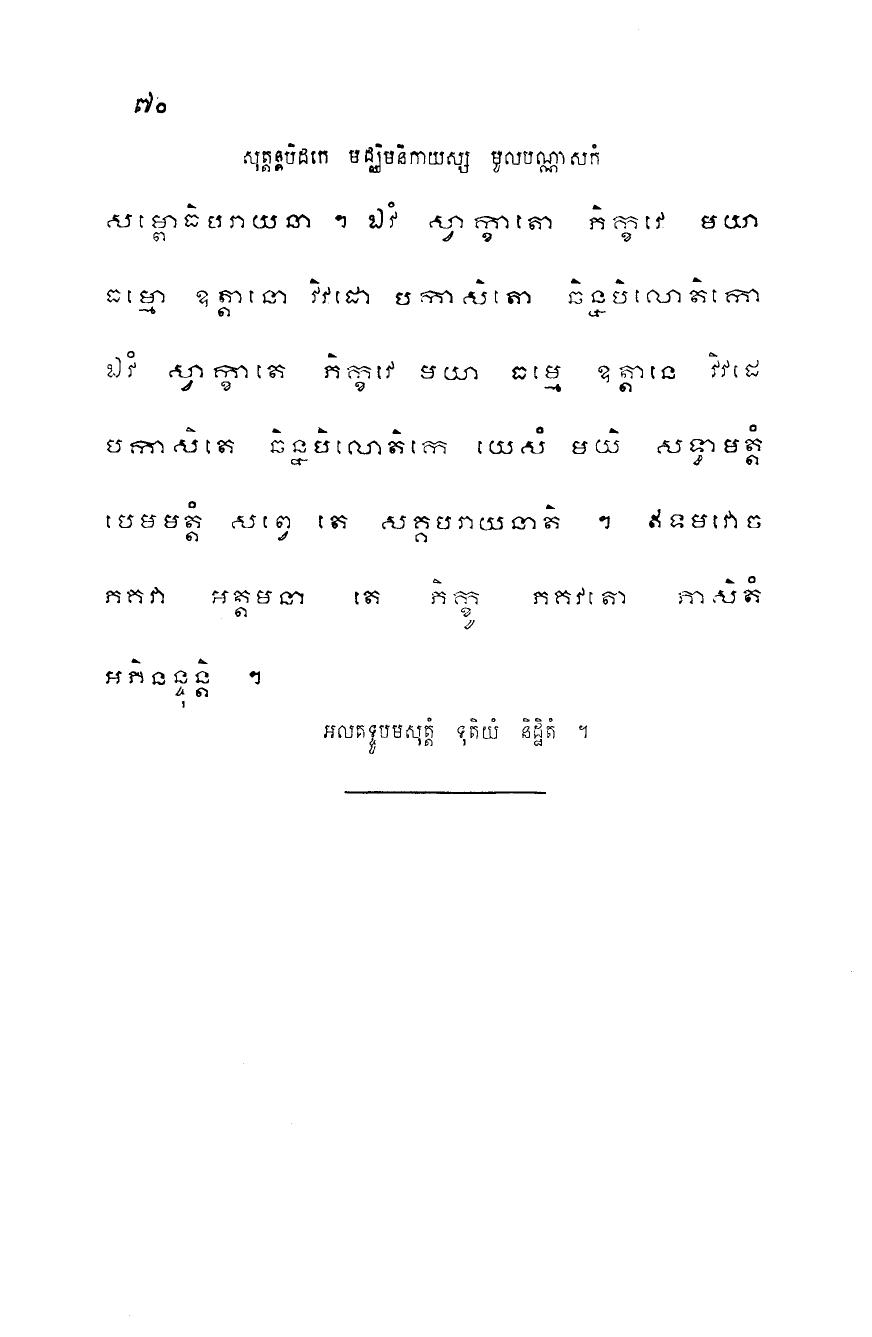 ៧០
សុត្តន្តបិដកេ មជ្ឈិមនិកាយស្ស មូលបណ្ណាសកំ
សម្ពោធិបរាយនា ។ ឯវំ ស្វាក្ខាតោ ភិក្ខវេ មយា
ធម្មោ ឧត្តានោ វិវដោ បកាសិតោ ឆិន្នបិលោតិកោ
ឯវំ ស្វាក្ខាតេ ភិក្ខវេ មយា ធម្មេ ឧត្តានេ វិវដេ
បកាសិតេ ឆិន្នបិលោតិកេ យេសំ មយិ សទ្ធាមត្តំ
បេមមត្តំ សព្វេ តេ សគ្គបរាយនាតិ ។ ឥទមវោច
ភគវា អត្តមនា តេ ភិក្ខូ ភគវតោ ភាសិតំ
អភិនន្ទុន្តិ ។
អលគទ្ទូបមសុត្តំ ទុតិយំ និដ្ឋិតំ ។